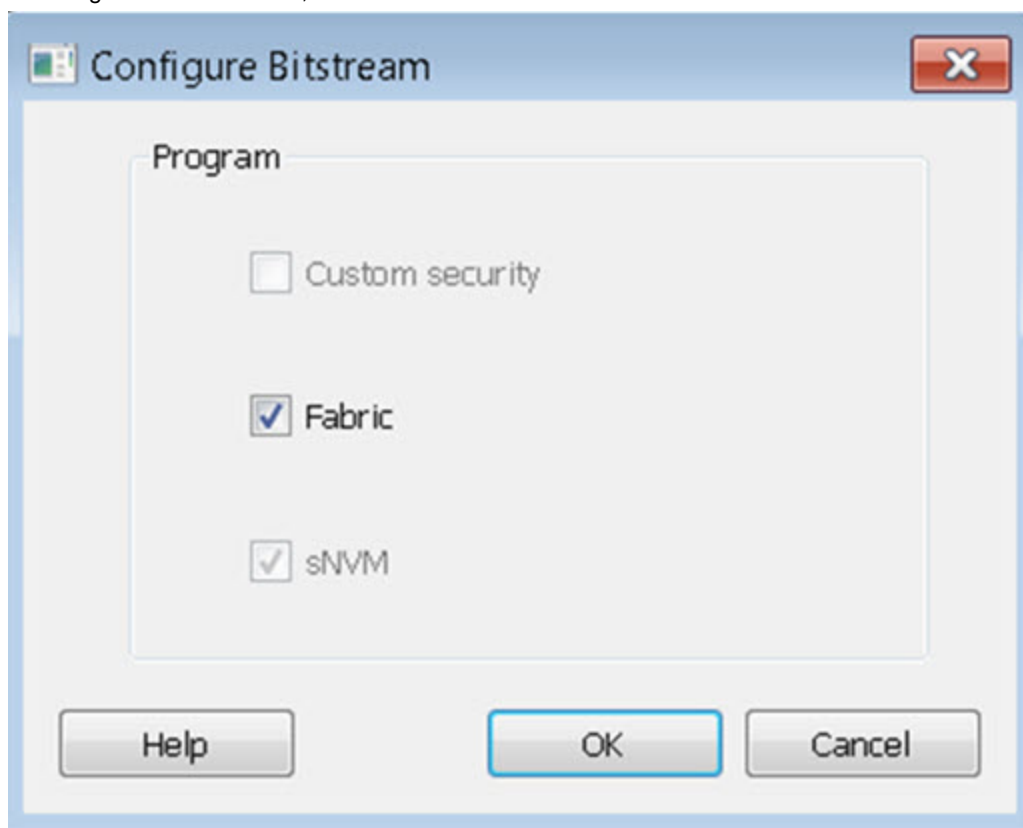 Configure Bitstream
Program
Custom security
Fabric
sNVM
Help
OK
Cancel